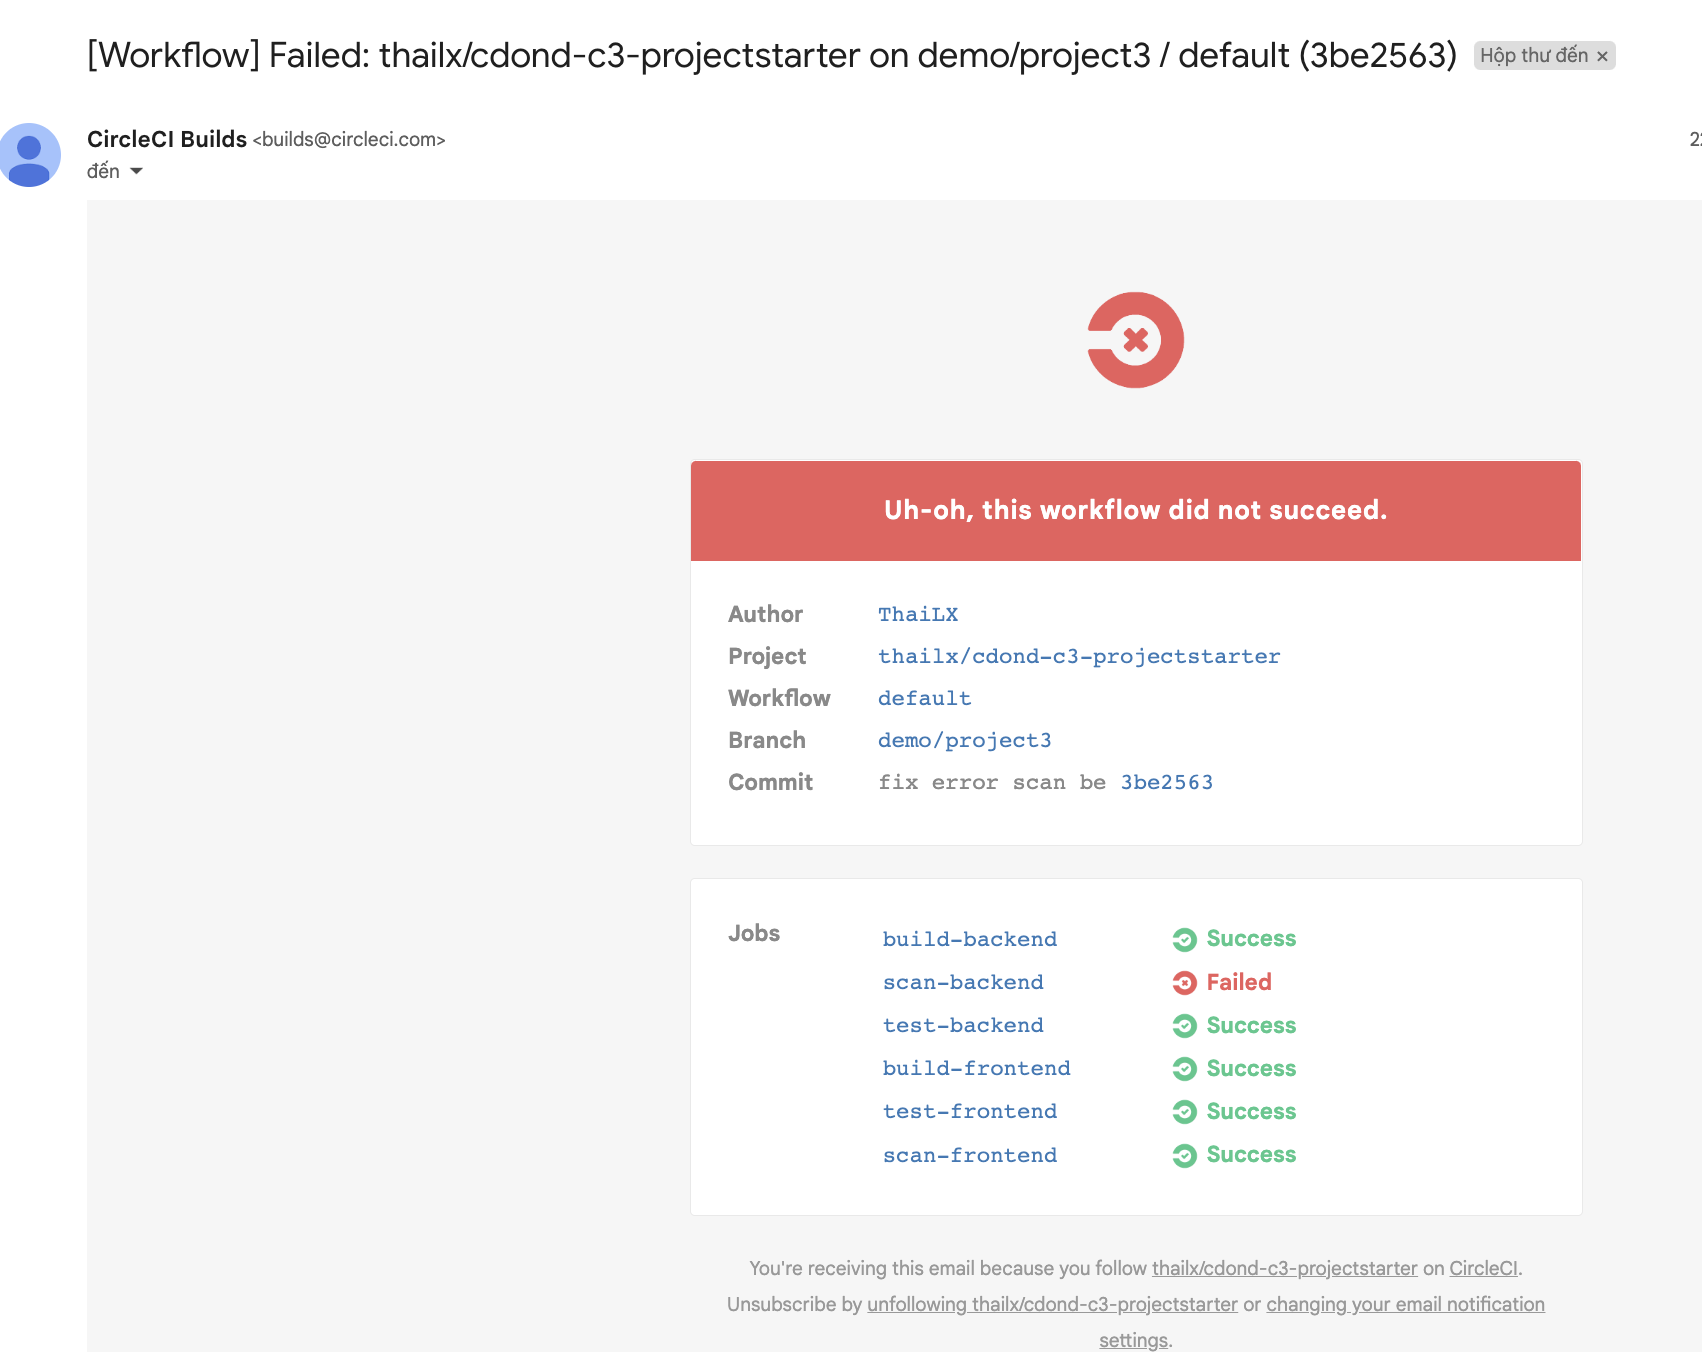 [Workflow] Failed: thailx/cdond-c3-projectstarter on demo/project3 / default (3be2563) Hộp thư đến ×
CircleCI Builds <builds@circleci.com>
đến
Uh-oh, this workflow did not succeed.
Author ThaiLX
Project thailx/cdond-c3-projectstarter
Workflow default
Branch demo/project3
Commit fix error scan be 3be2563
Jobs build-backend Success
scan-backend Failed
test-backend Success
build-frontend Success
test-frontend Success
scan-frontend Success
You're receiving this email because you follow thailx/cdond-c3-projectstarter on CircleCI.
Unsubscribe by unfollowing thailx/cdond-c3-projectstarter or changing your email notification
settings.